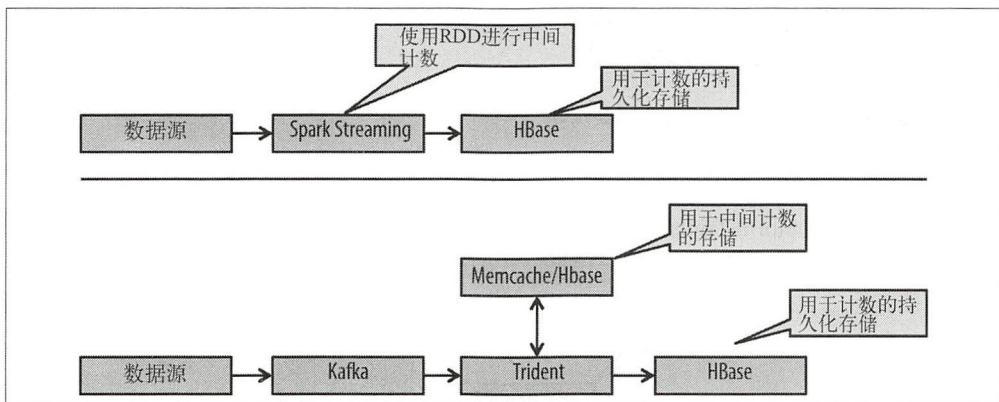 使用RDD进行中间
计数
用于计数的持
久化存储
数据源
Spark Streaming
HBase
用于中间计数
的存储
Memcache/Hbase
用于计数的持
久化存储
数据源
Kafka
Trident
HBase